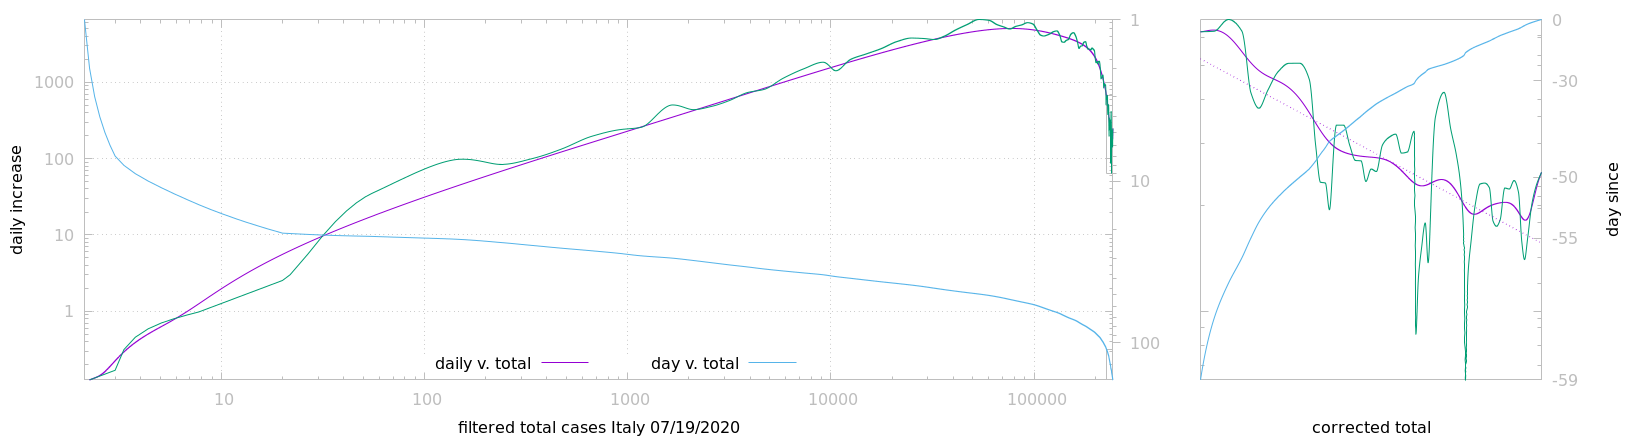 1000
100
10
1
daily increase
daily v. total
day v. total
10
100
1000
10000
100000
filtered total cases Italy 07/19/2020
1
10
100
0
-30
-50
-55
-59
day since
corrected total